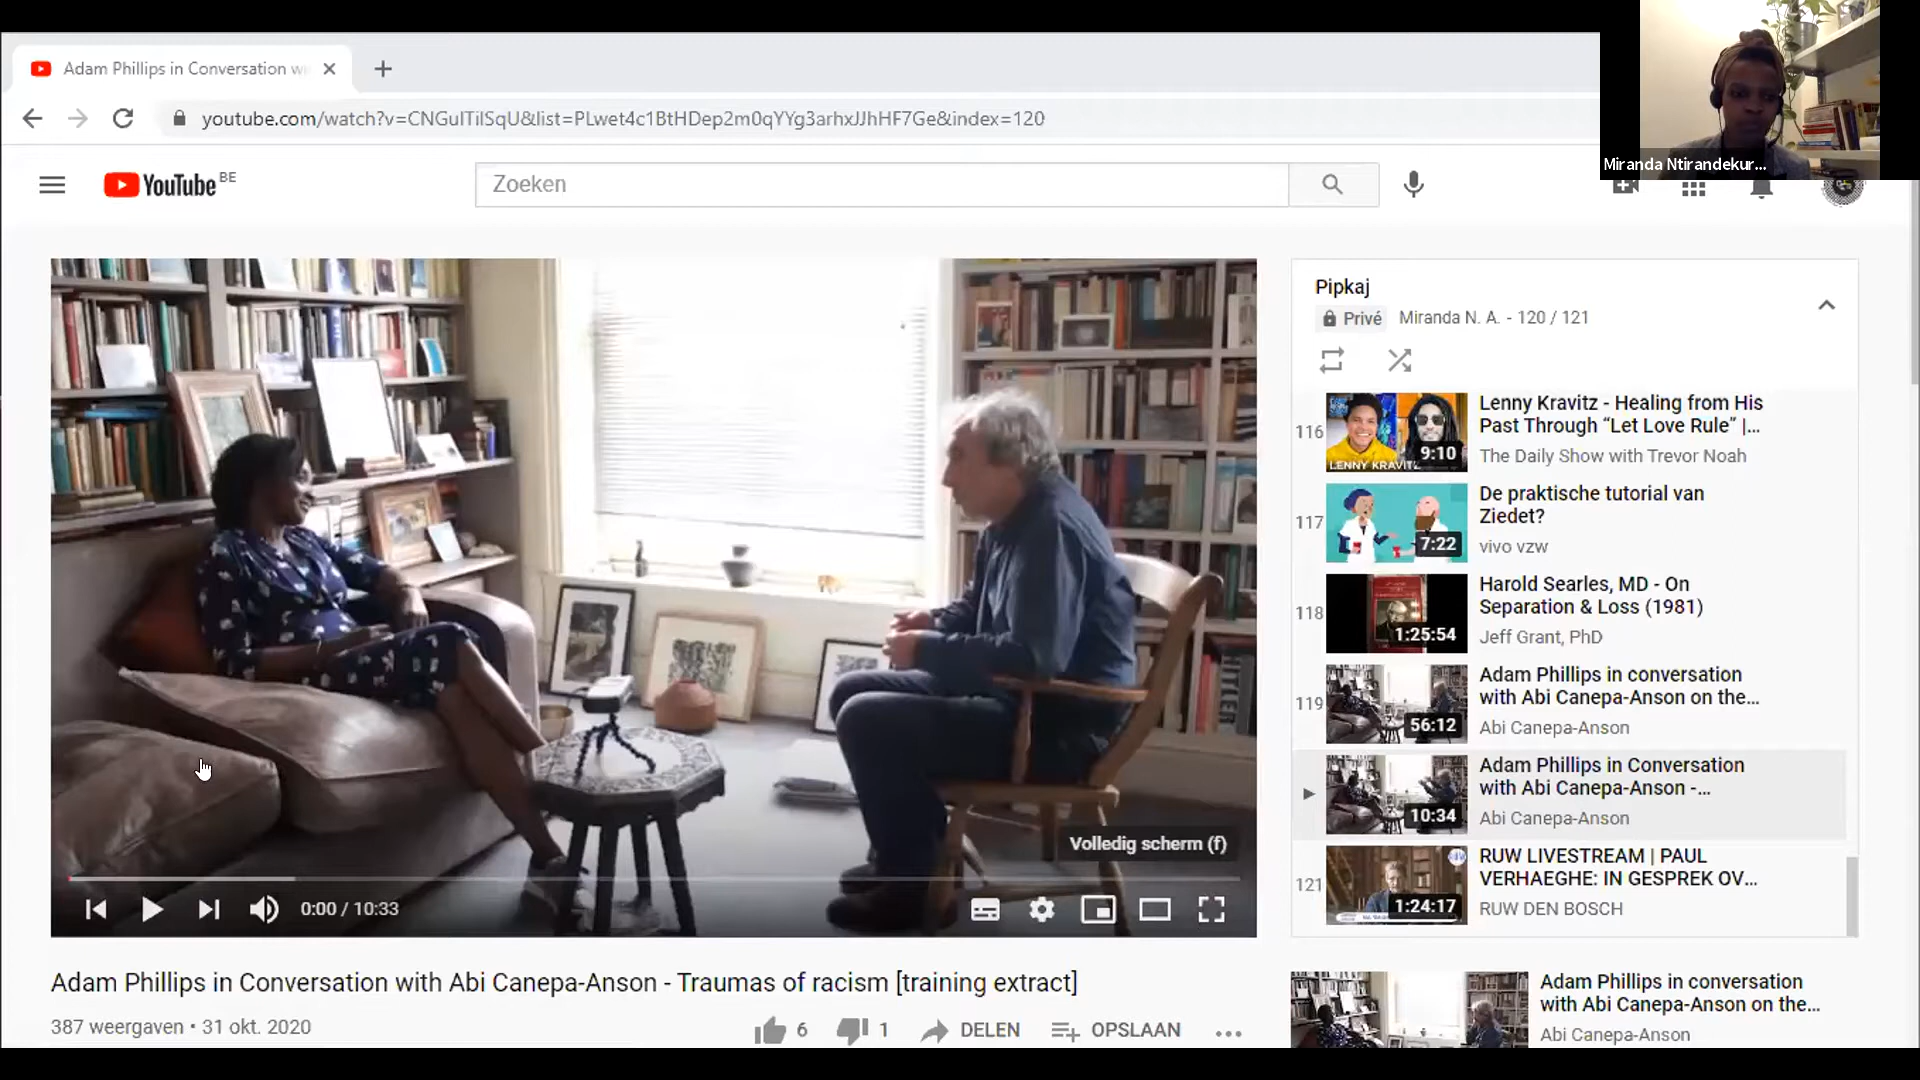 Adam Phillips in Conversation wi
youtube.com/watch?v=CNGulTilSqU&list=PLwet4c1BtHDep2m0qYYg3arhxJJhHF7Ge&index=120
Miranda Ntirandekur...
YouTube BE
Zoeken
Pipkaj
Privé Miranda N. A. - 120 / 121
116
Lenny Kravitz - Healing from His
Past Through “Let Love Rule” |...
The Daily Show with Trevor Noah
LENNY KRAVITZ
9:10
117
De praktische tutorial van
Ziedet?
vivo vzw
7:22
118
Harold Searles, MD - On
Separation & Loss (1981)
Jeff Grant, PhD
1:25:54
119
Adam Phillips in conversation
with Abi Canepa-Anson on the...
Abi Canepa-Anson
56:12
Adam Phillips in Conversation
with Abi Canepa-Anson -...
Abi Canepa-Anson
10:34
121
RUW LIVESTREAM | PAUL
VERHAEGHE: IN GESPREK OV...
RUW DEN BOSCH
1:24:17
Volledig scherm (f)
0:00 / 10:33
Adam Phillips in Conversation with Abi Canepa-Anson - Traumas of racism [training extract]
387 weergaven • 31 okt. 2020
6
1
DELEN
OPSLAAN
Adam Phillips in conversation
with Abi Canepa-Anson on the...
Abi Canepa-Anson